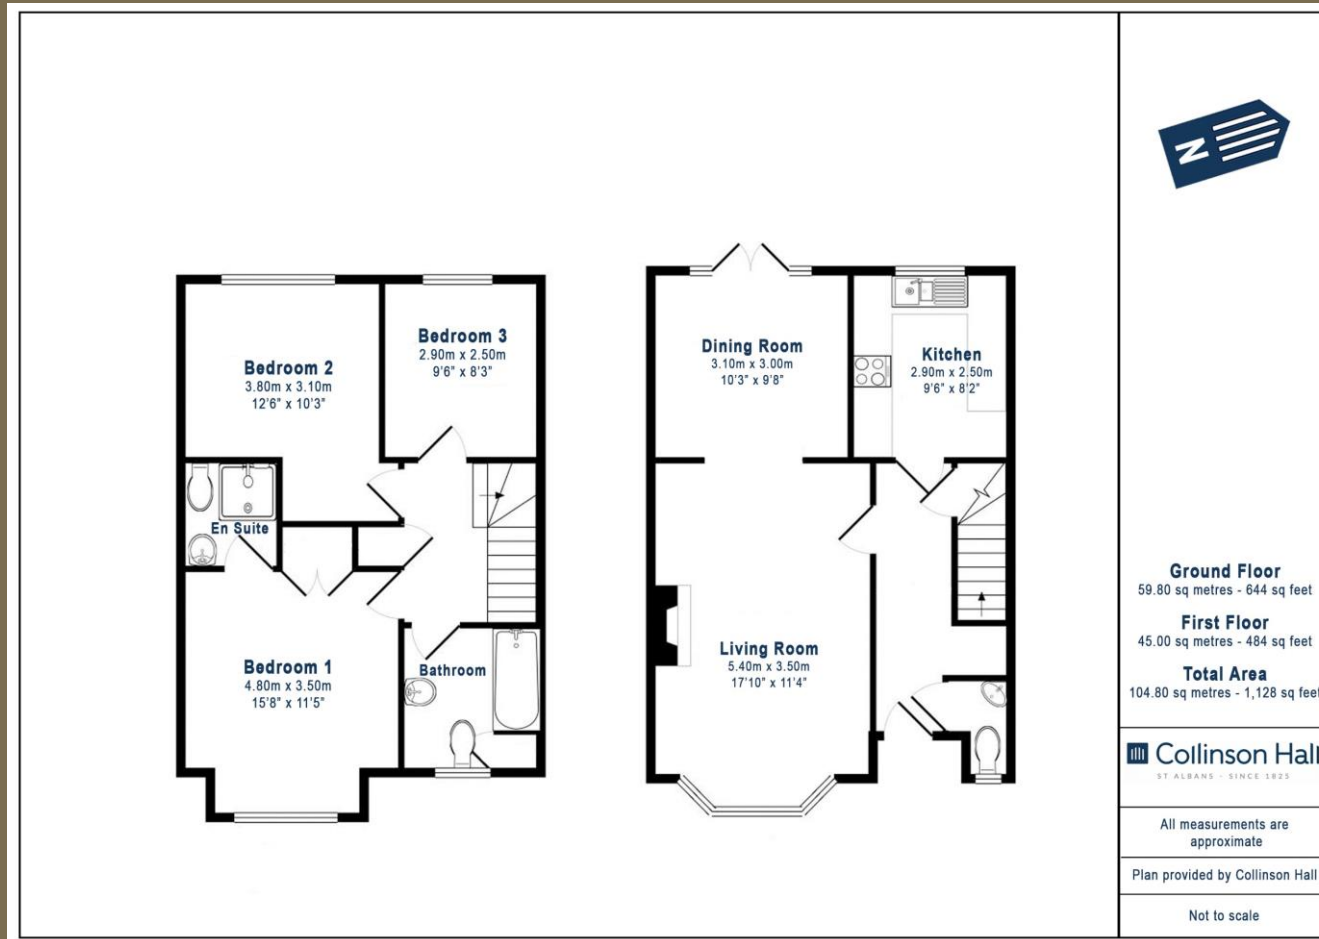 Bedroom 2
3.80m x 3.10m
12'6" x 10'3"
Bedroom 3
2.90m x 2.50m
9'6" x 8'3"
En Suite
Bedroom 1
4.80m x 3.50m
15'8" x 11'5"
Bathroom
Dining Room
3.10m x 3.00m
10'3" x 9'8"
Kitchen
2.90m x 2.50m
9'6" x 8'2"
Living Room
5.40m x 3.50m
17'10" x 11'4"
N
Ground Floor
59.80 sq metres - 644 sq feet
First Floor
45.00 sq metres - 484 sq feet
Total Area
104.80 sq metres - 1,128 sq feet
Collinson Hall
ST ALBANS - SINCE 1825
All measurements are
approximate
Plan provided by Collinson Hall
Not to scale